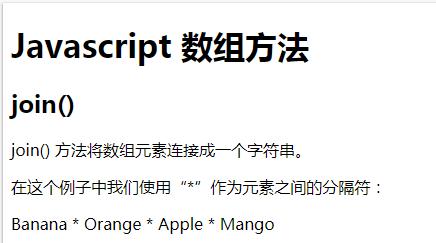 Javascript 数组方法
join()
join() 方法将数组元素连接成一个字符串。
在这个例子中我们使用“*”作为元素之间的分隔符：
Banana * Orange * Apple * Mango